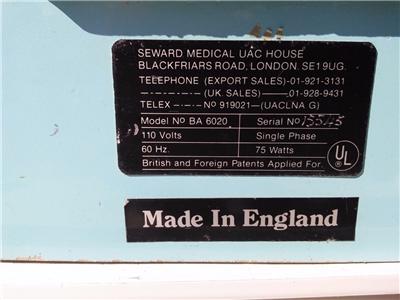 SEWARD MEDICAL UAC HOUSE
BLACKFRIARS ROAD, LONDON. SE19UG.
TELEPHONE (EXPORT SALES)-01-921-3131
-·-·-·- (UK. SALES) -·-·-01-928-9431
TELEX -·-·- No 919021-(UACLNA G)
Model No BA 6020 Serial No 15545
110 Volts Single Phase
60 Hz. 75 Watts
British and Foreign Patents Applied For.
UL
®
Made In England